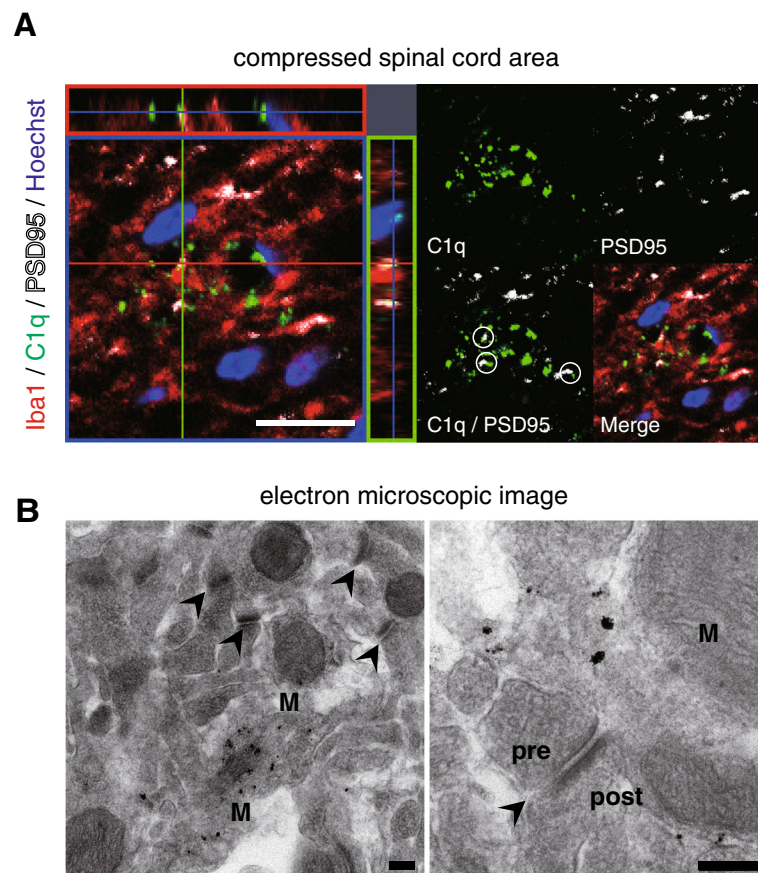 A
compressed spinal cord area
Iba1 / C1q / PSD95 / Hoechst
C1q
PSD95
C1q / PSD95
Merge
B
electron microscopic image
M
M
M
pre
post